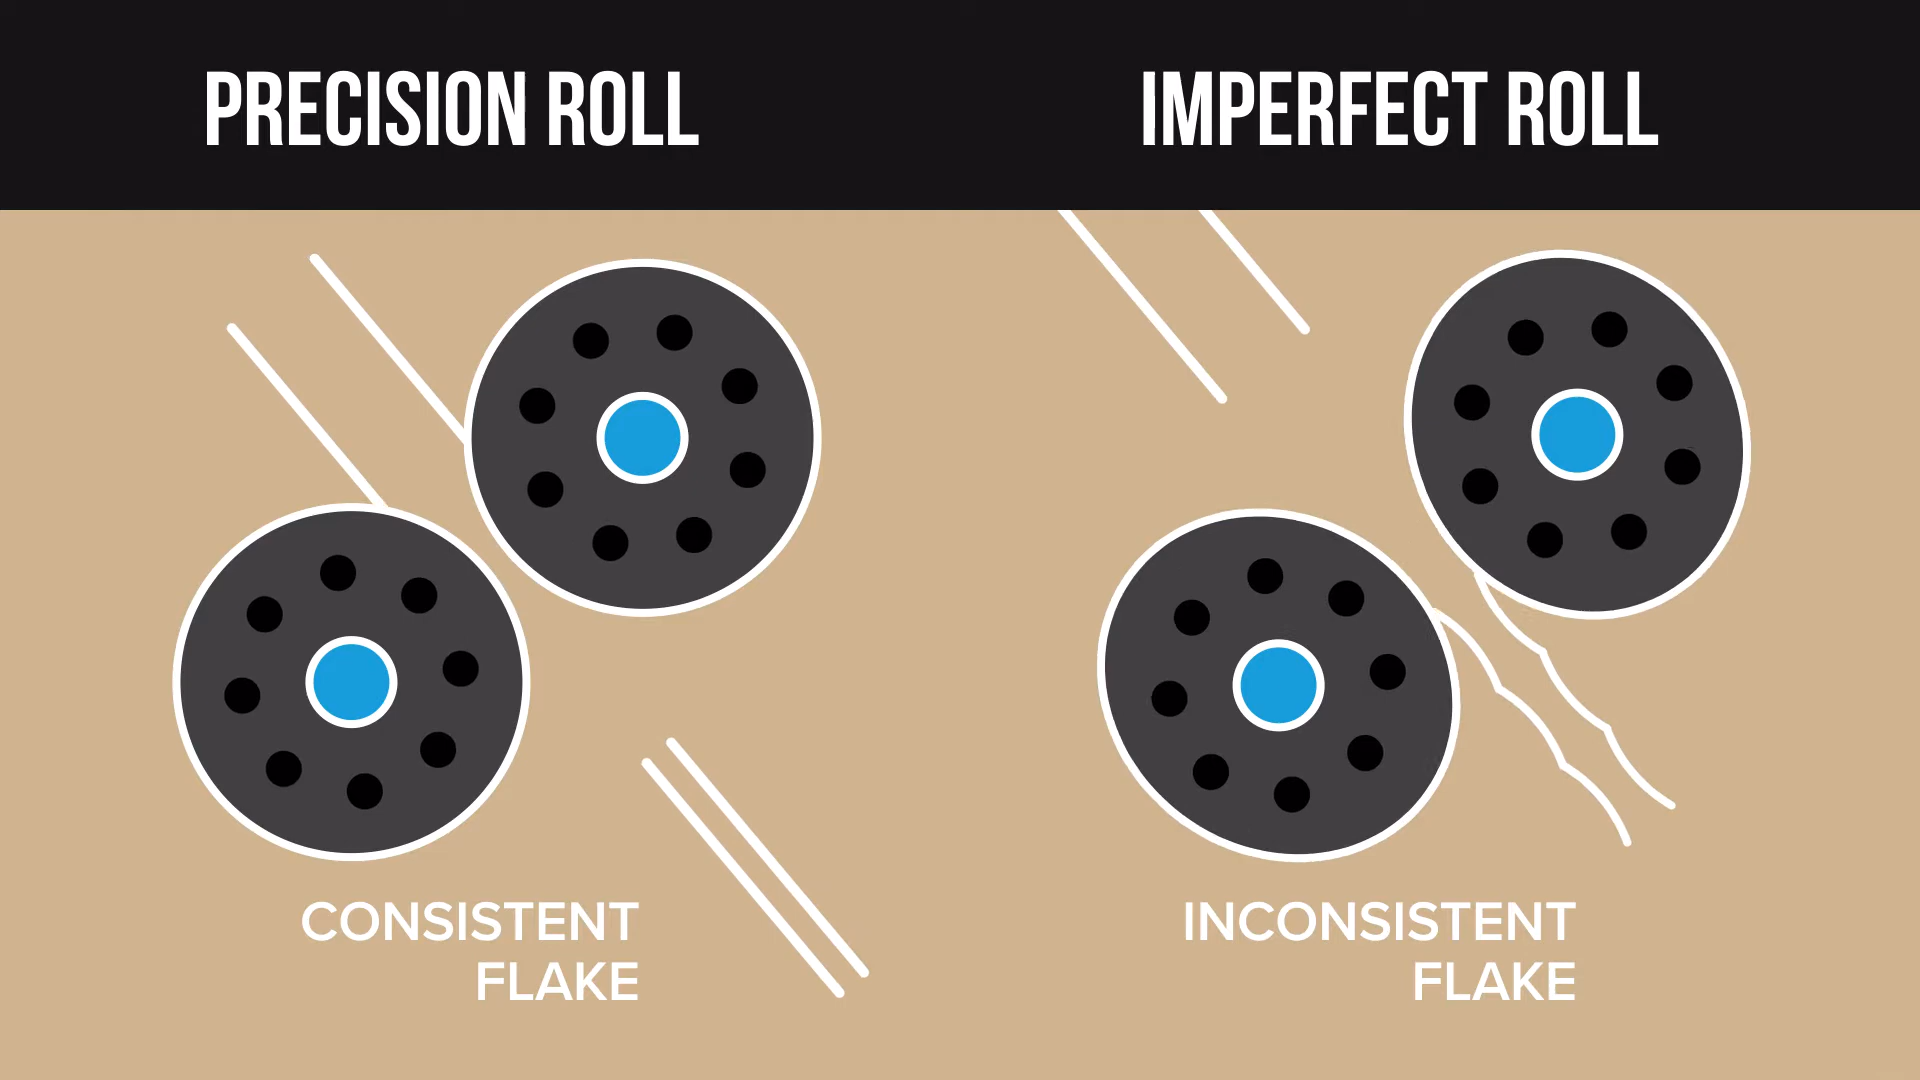 PRECISION ROLL
IMPERFECT ROLL
CONSISTENT
FLAKE
INCONSISTENT
FLAKE